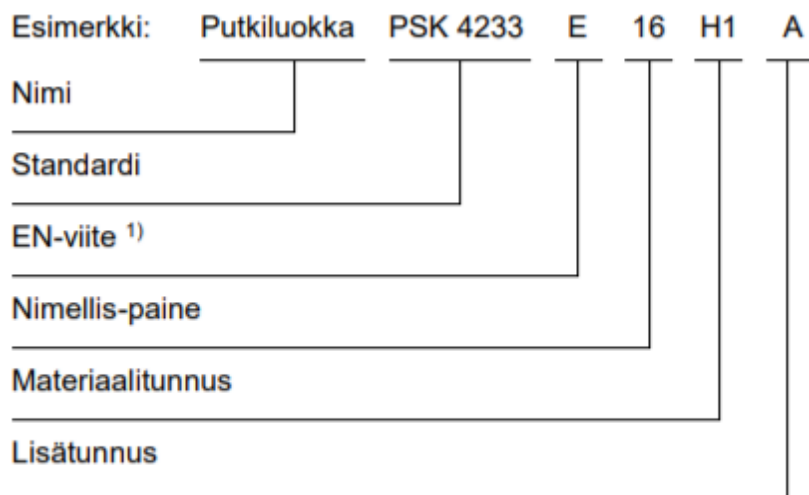 Esimerkki: Putkiluokka PSK 4233 E 16 H1 A
Nimi
Standardi
EN-viite 1)
Nimellis-paine
Materiaalitunnus
Lisätunnus